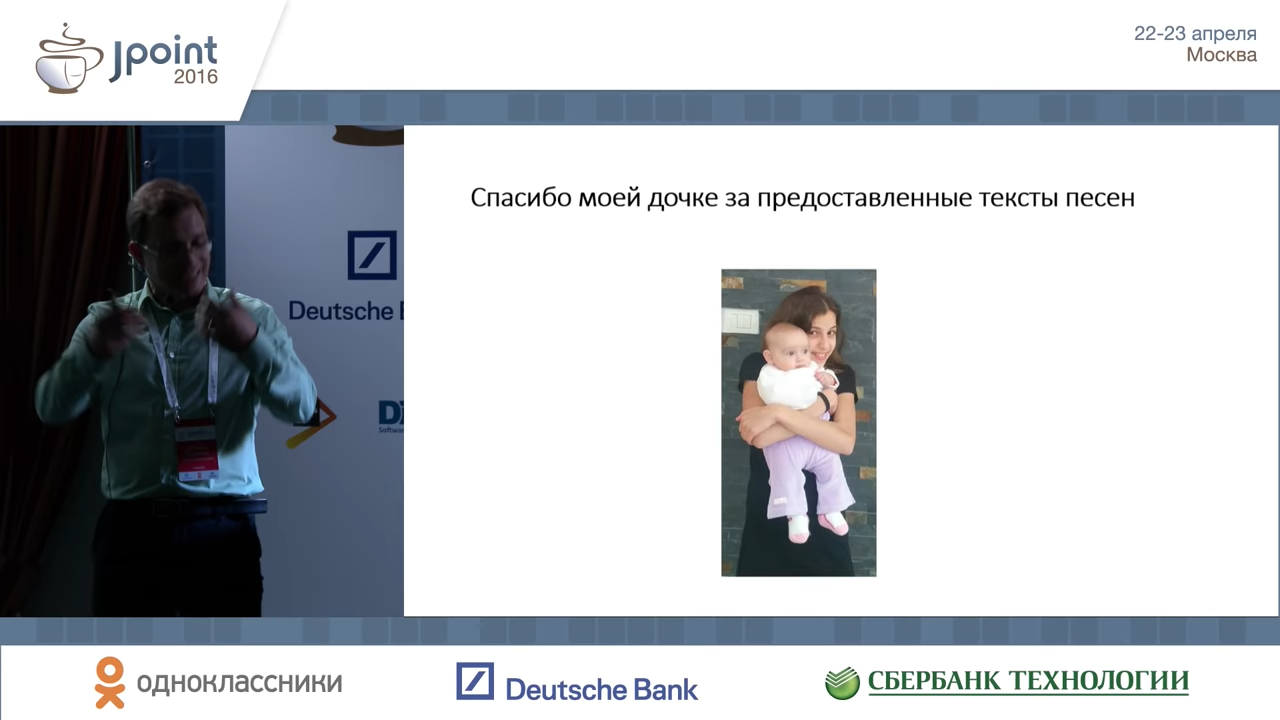 Jpoint
2016
22-23 апреля
Москва
Спасибо моей дочке за предоставленные тексты песен
Deutsche
одноклассники
Deutsche Bank
СБЕРБАНК ТЕХНОЛОГИИ